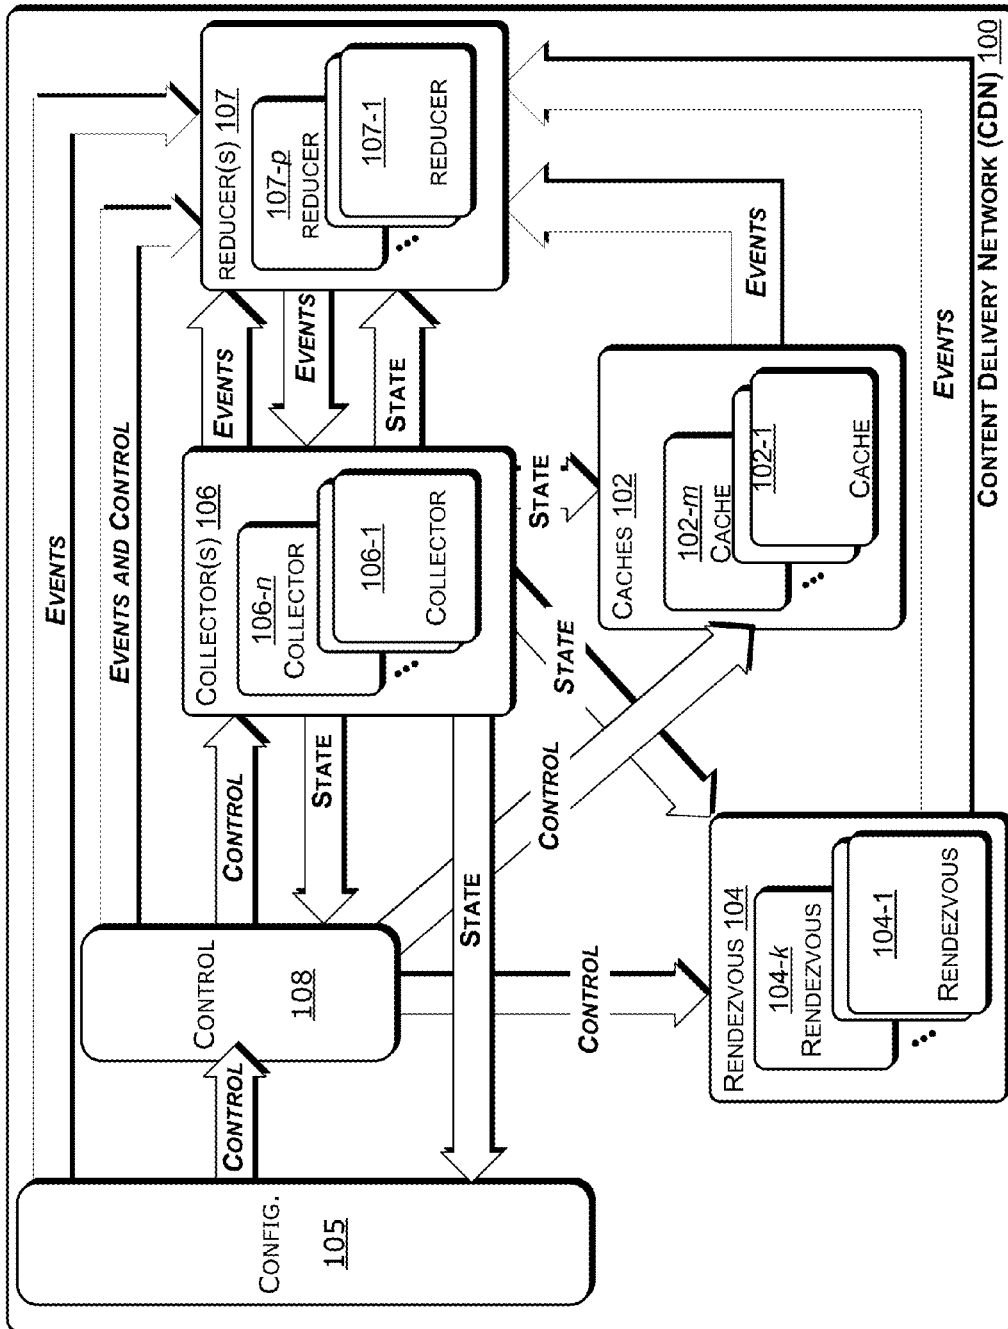 CONTENT DELIVERY NETWORK (CDN) 100
EVENTS
EVENTS AND CONTROL
CONFIG.
105
CONTROL
CONTROL
108
CONTROL
STATE
STATE
COLLECTOR(S) 106
106-n
COLLECTOR
...
106-1
COLLECTOR
EVENTS
EVENTS
STATE
REDUCER(S) 107
107-p
REDUCER
...
107-1
REDUCER
CONTROL
CONTROL
STATE
STATE
RENDEZVOUS 104
104-k
RENDEZVOUS
...
104-1
RENDEZVOUS
CACHES 102
102-m
CACHE
...
102-1
CACHE
EVENTS
EVENTS